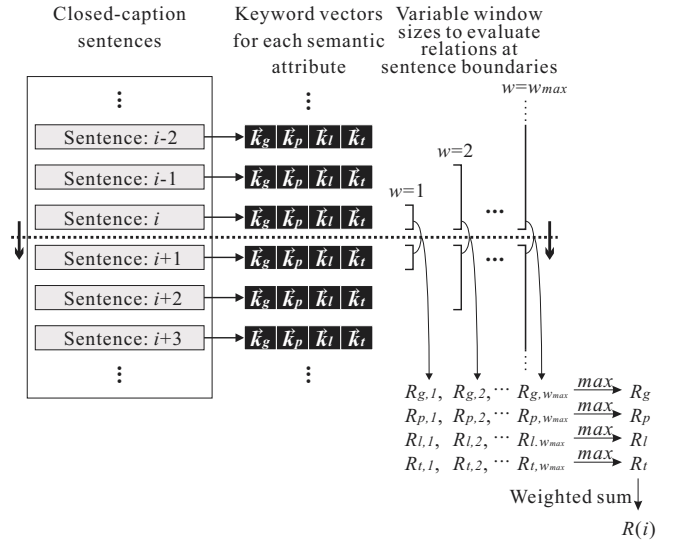 Closed-caption
sentences
Keyword vectors
for each semantic
attribute
Variable window
sizes to evaluate
relations at
sentence boundaries
w=wmax
Sentence: i-2
kg kp kl kt
w=2
Sentence: i-1
kg kp kl kt
w=1
Sentence: i
kg kp kl kt
...
Sentence: i+1
kg kp kl kt
...
Sentence: i+2
kg kp kl kt
Sentence: i+3
kg kp kl kt
Rg,1, Rg,2, ... Rg,wmax max Rg
Rp,1, Rp,2, ... Rp,wmax max Rp
Rl,1, Rl,2, ... Rl.wmax max Rl
Rt,1, Rt,2, ... Rt,wmax max Rt
Weighted sum
R(i)